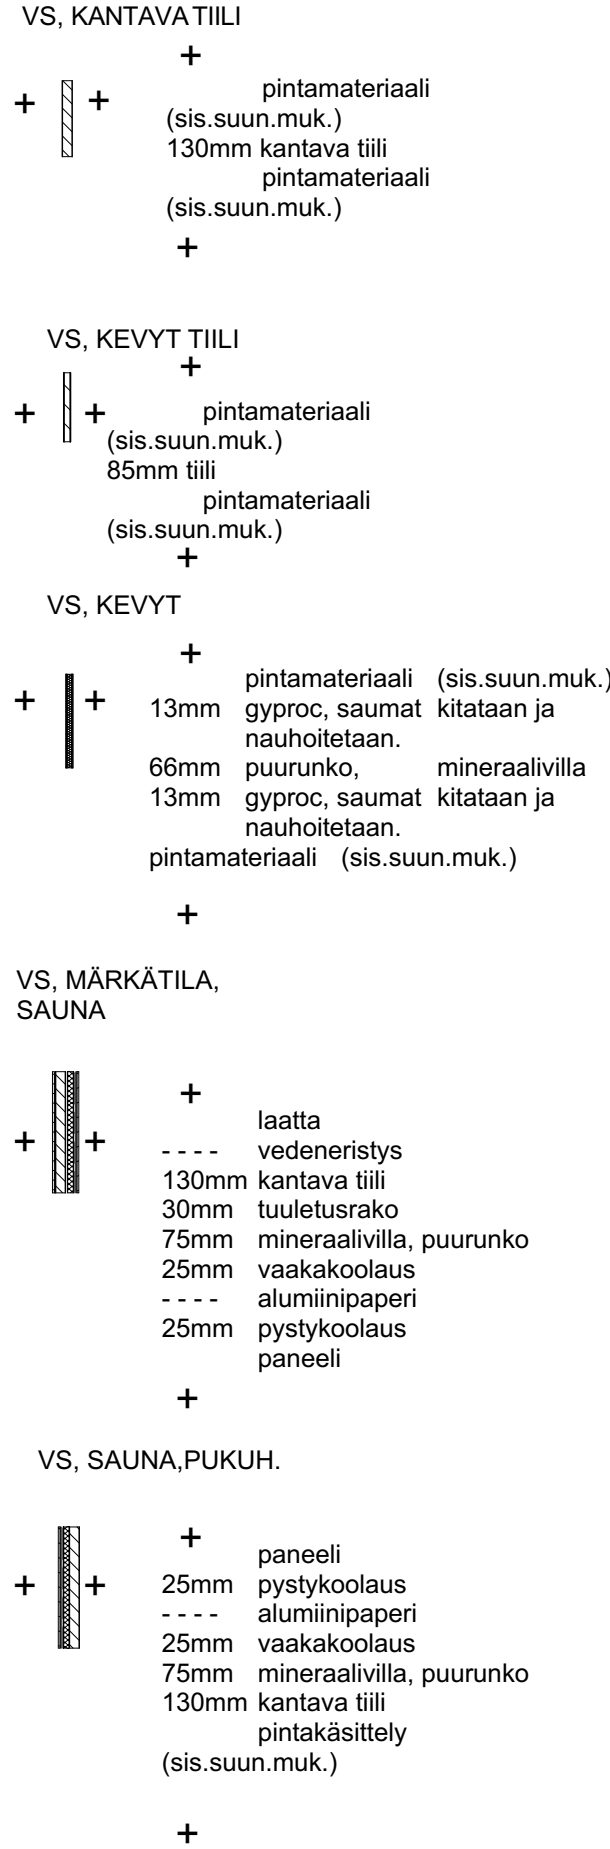 VS, KANTAVA TIILI
+
+ +
pintamateriaali
(sis.suun.muk.)
130mm kantava tiili
pintamateriaali
(sis.suun.muk.)
+
VS, KEVYT TIILI
+
+ +
pintamateriaali
(sis.suun.muk.)
85mm tiili
pintamateriaali
(sis.suun.muk.)
+
VS, KEVYT
+
+ +
pintamateriaali (sis.suun.muk.)
13mm gyproc, saumat kitataan ja
nauhoitetaan.
66mm puurunko, mineraalivilla
13mm gyproc, saumat kitataan ja
nauhoitetaan.
pintamateriaali (sis.suun.muk.)
+
VS, MÄRKÄTILA,
SAUNA
+
+ +
laatta
- - - - vedeneristys
130mm kantava tiili
30mm tuuletusrako
75mm mineraalivilla, puurunko
25mm vaakakoolaus
- - - - alumiinipaperi
25mm pystykoolaus
paneeli
+
VS, SAUNA,PUKUH.
+
+ +
paneeli
25mm pystykoolaus
- - - - alumiinipaperi
25mm vaakakoolaus
75mm mineraalivilla, puurunko
130mm kantava tiili
pintakäsittely
(sis.suun.muk.)
+